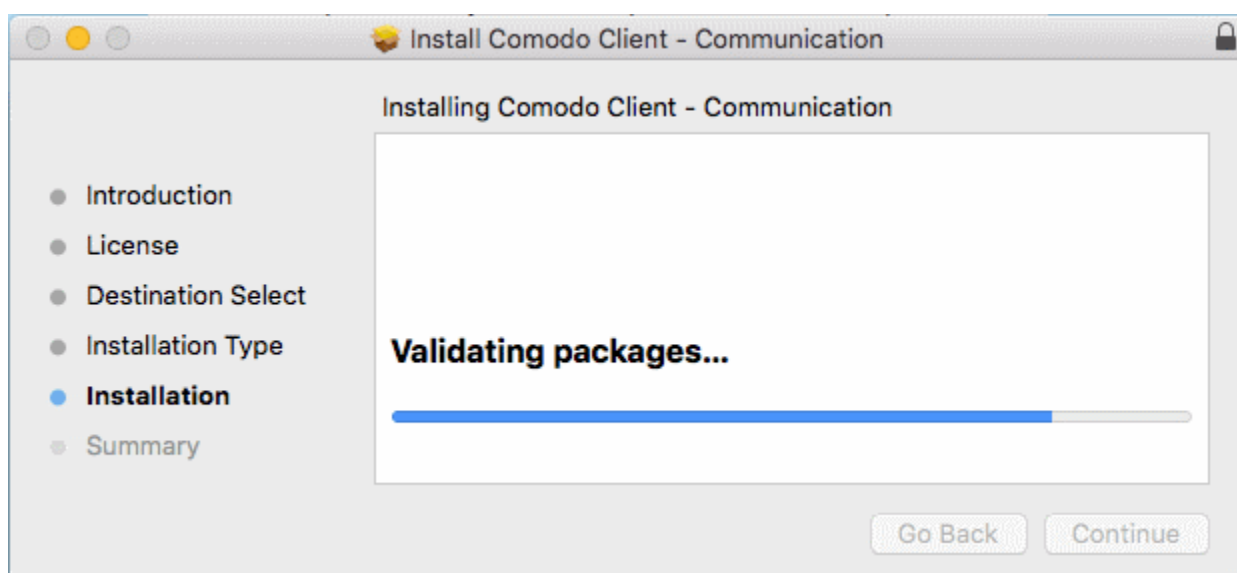 Install Comodo Client - Communication
Installing Comodo Client - Communication
Introduction
License
Destination Select
Installation Type
Installation
Summary
Validating packages...
Go Back
Continue